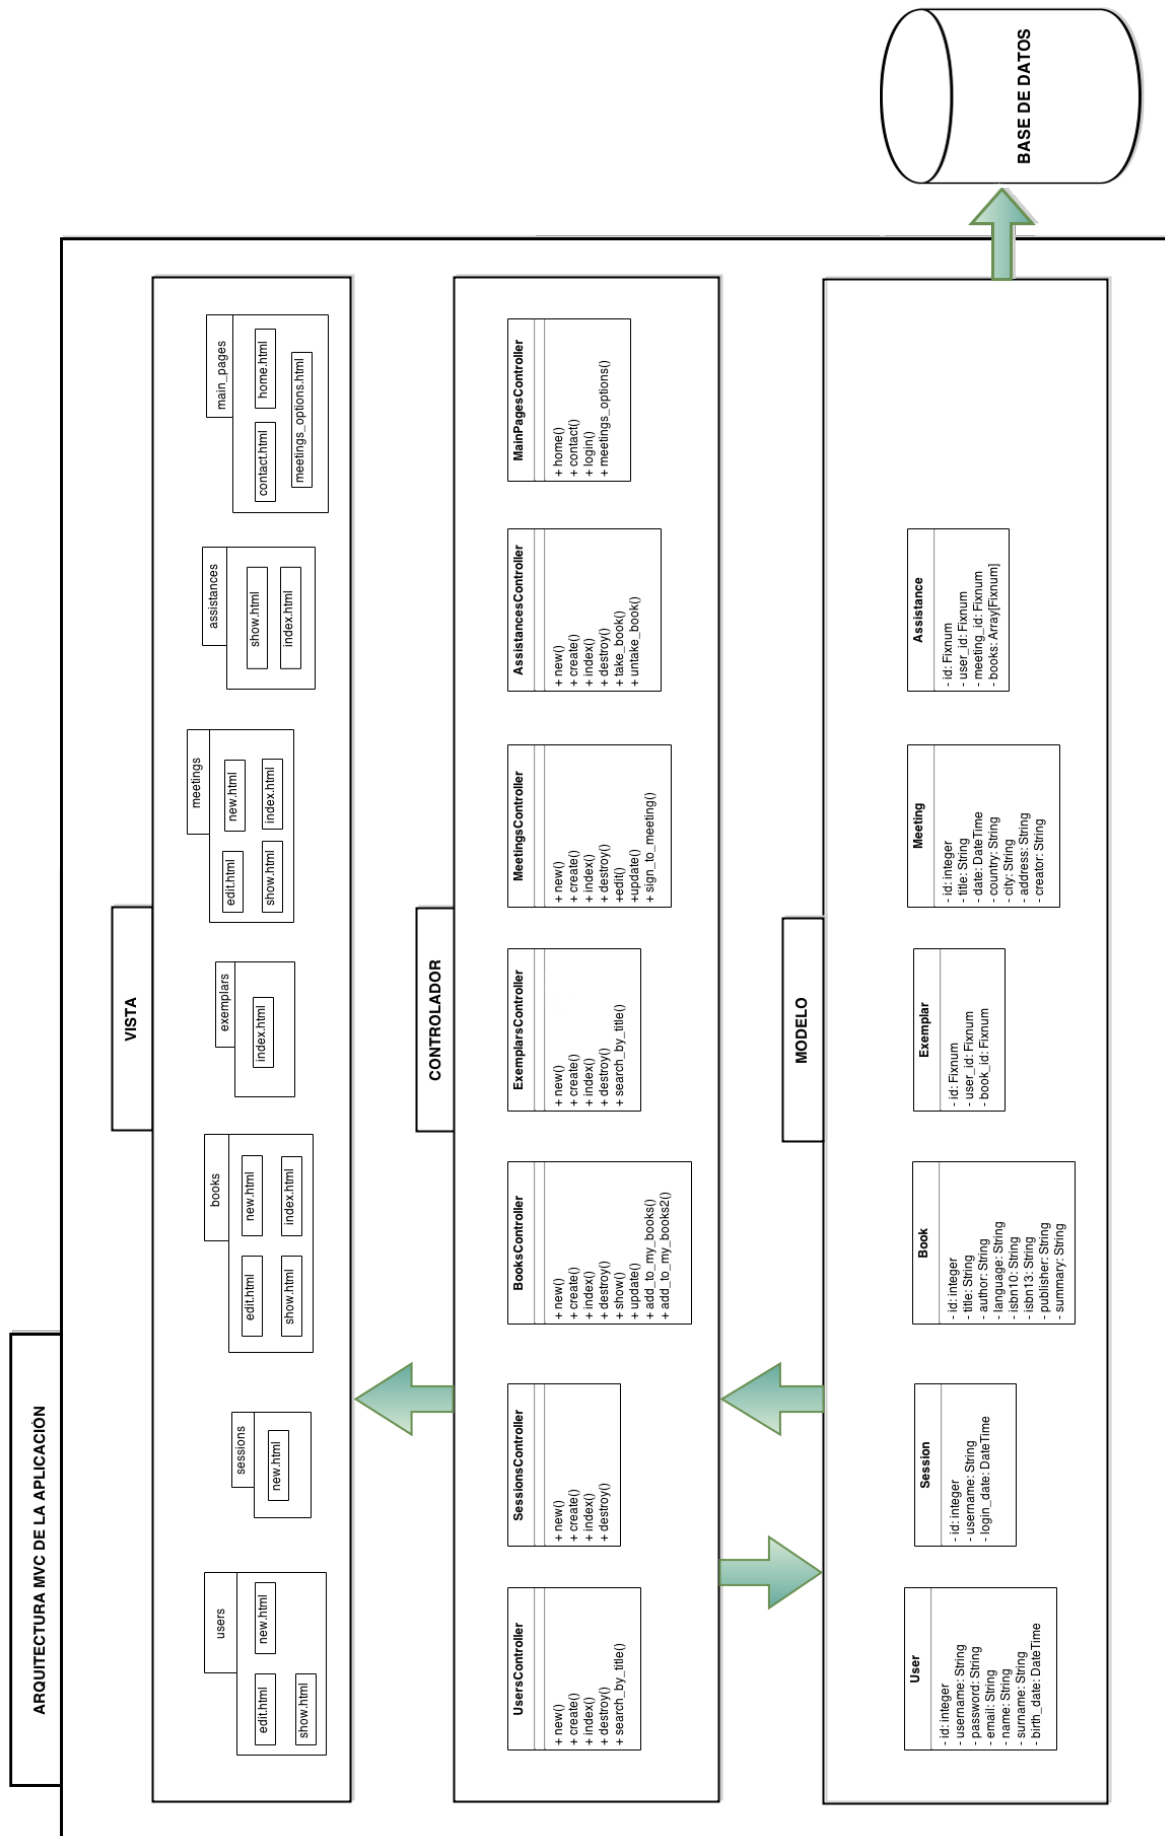 ARQUITECTURA MVC DE LA APLICACIÓN
BASE DE DATOS
VISTA
users
edit.html
new.html
show.html
sessions
new.html
books
edit.html
new.html
show.html
index.html
exemplars
index.html
meetings
edit.html
new.html
show.html
index.html
assistances
show.html
index.html
main_pages
contact.html
home.html
meetings_options.html
CONTROLADOR
UsersController
+ new()
+ create()
+ index()
+ destroy()
+ search_by_title()
SessionsController
+ new()
+ create()
+ index()
+ destroy()
BooksController
+ new()
+ create()
+ index()
+ destroy()
+ show()
+ update()
+ add_to_my_books()
+ add_to_my_books2()
ExemplarsController
+ new()
+ create()
+ index()
+ destroy()
+ search_by_title()
MeetingsController
+ new()
+ create()
+ index()
+ destroy()
+edit()
+update()
+ sign_to_meeting()
AssistancesController
+ new()
+ create()
+ index()
+ destroy()
+ take_book()
+ untake_book()
MainPagesController
+ home()
+ contact()
+ login()
+ meetings_options()
MODELO
User
- id: integer
- username: String
- password: String
- email: String
- name: String
- surname: String
- birth_date: DateTime
Session
- id: integer
- username: String
- login_date: DateTime
Book
- id: integer
- title: String
- author: String
- language: String
- isbn10: String
- isbn13: String
- publisher: String
- summary: String
Exemplar
- id: Fixnum
- user_id: Fixnum
- book_id: Fixnum
Meeting
- id: integer
- title: String
- date: DateTime
- country: String
- city: String
- address: String
- creator: String
Assistance
- id: Fixnum
- user_id: Fixnum
- meeting_id: Fixnum
- books: Array[Fixnum]